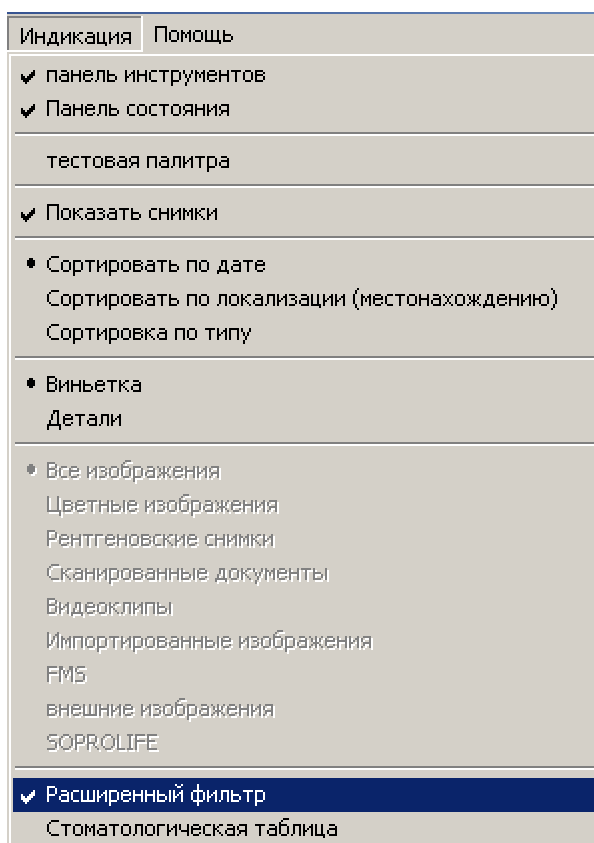 Индикация Помощь
панель инструментов
Панель состояния
тестовая палитра
Показать снимки
Сортировать по дате
Сортировать по локализации (местонахождению)
Сортировка по типу
Виньетка
Детали
Все изображения
Цветные изображения
Рентгеновские снимки
Сканированные документы
Видеоклипы
Импортированные изображения
FMS
внешние изображения
SOPROLIFE
Расширенный фильтр
Стоматологическая таблица